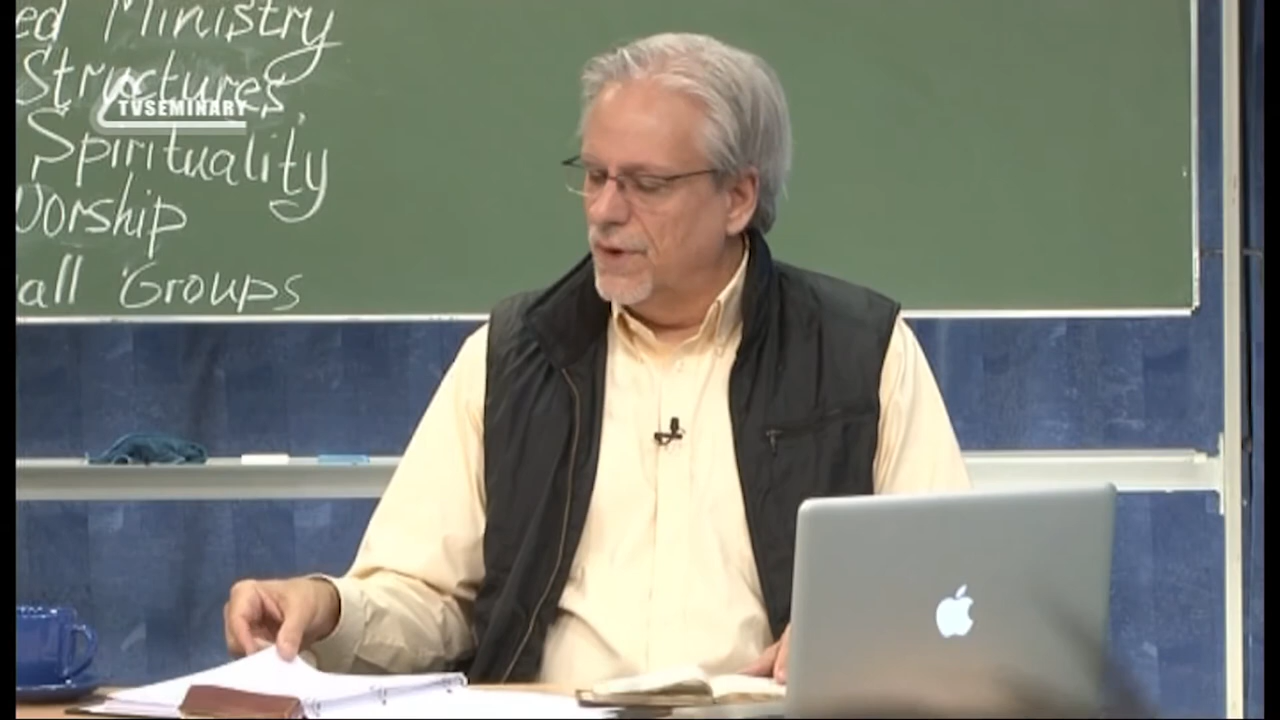 ed Ministry
Structures
TVSEMINARY
Spirituality
Worship
all Groups